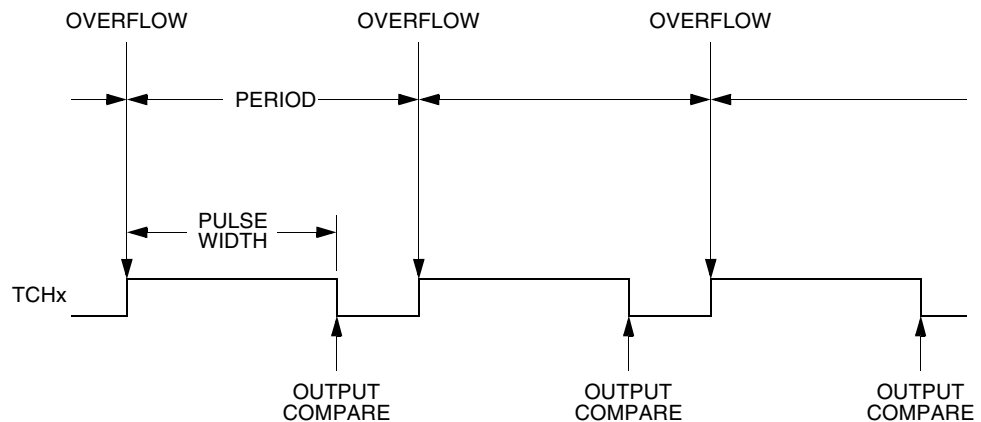 OVERFLOW
OVERFLOW
OVERFLOW
PERIOD
PULSE
WIDTH
TCHx
OUTPUT
COMPARE
OUTPUT
COMPARE
OUTPUT
COMPARE